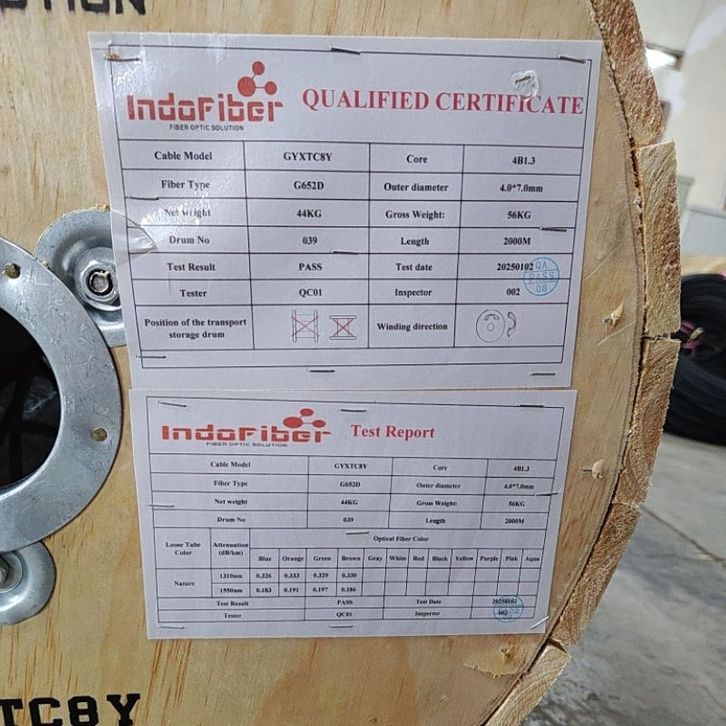 TION
IndoFiber
FIBER OPTIC SOLUTION
QUALIFIED CERTIFICATE
Cable Model GYXTC8Y Core 4B1.3
Fiber Type G652D Outer diameter 4.0*7.0mm
Net weight 44KG Gross Weight: 56KG
Drum No 039 Length 2000M
Test Result PASS Test date 20250102
QA
PASS
08
Tester QC01 Inspector 002
Position of the transport
storage drum
Winding direction
IndoFiber
FIBER OPTIC SOLUTION
Test Report
Cable Model GYXTC8Y Core 4B1.3
Fiber Type G652D Outer diameter 4.0*7.0mm
Net weight 44KG Gross Weight: 56KG
Drum No 039 Length 2000M
Loose Tube
Color
Attenuation
(dB/km)
Optical Fiber Color
Blue Orange Green Brown Gray White Red Black Yellow Purple Pink Aqua
Nature
1310nm 0.326 0.333 0.329 0.330
1550nm 0.183 0.191 0.197 0.186
Test Result PASS Test Date 20250102
Tester QC01 Inspector 002
TC8Y